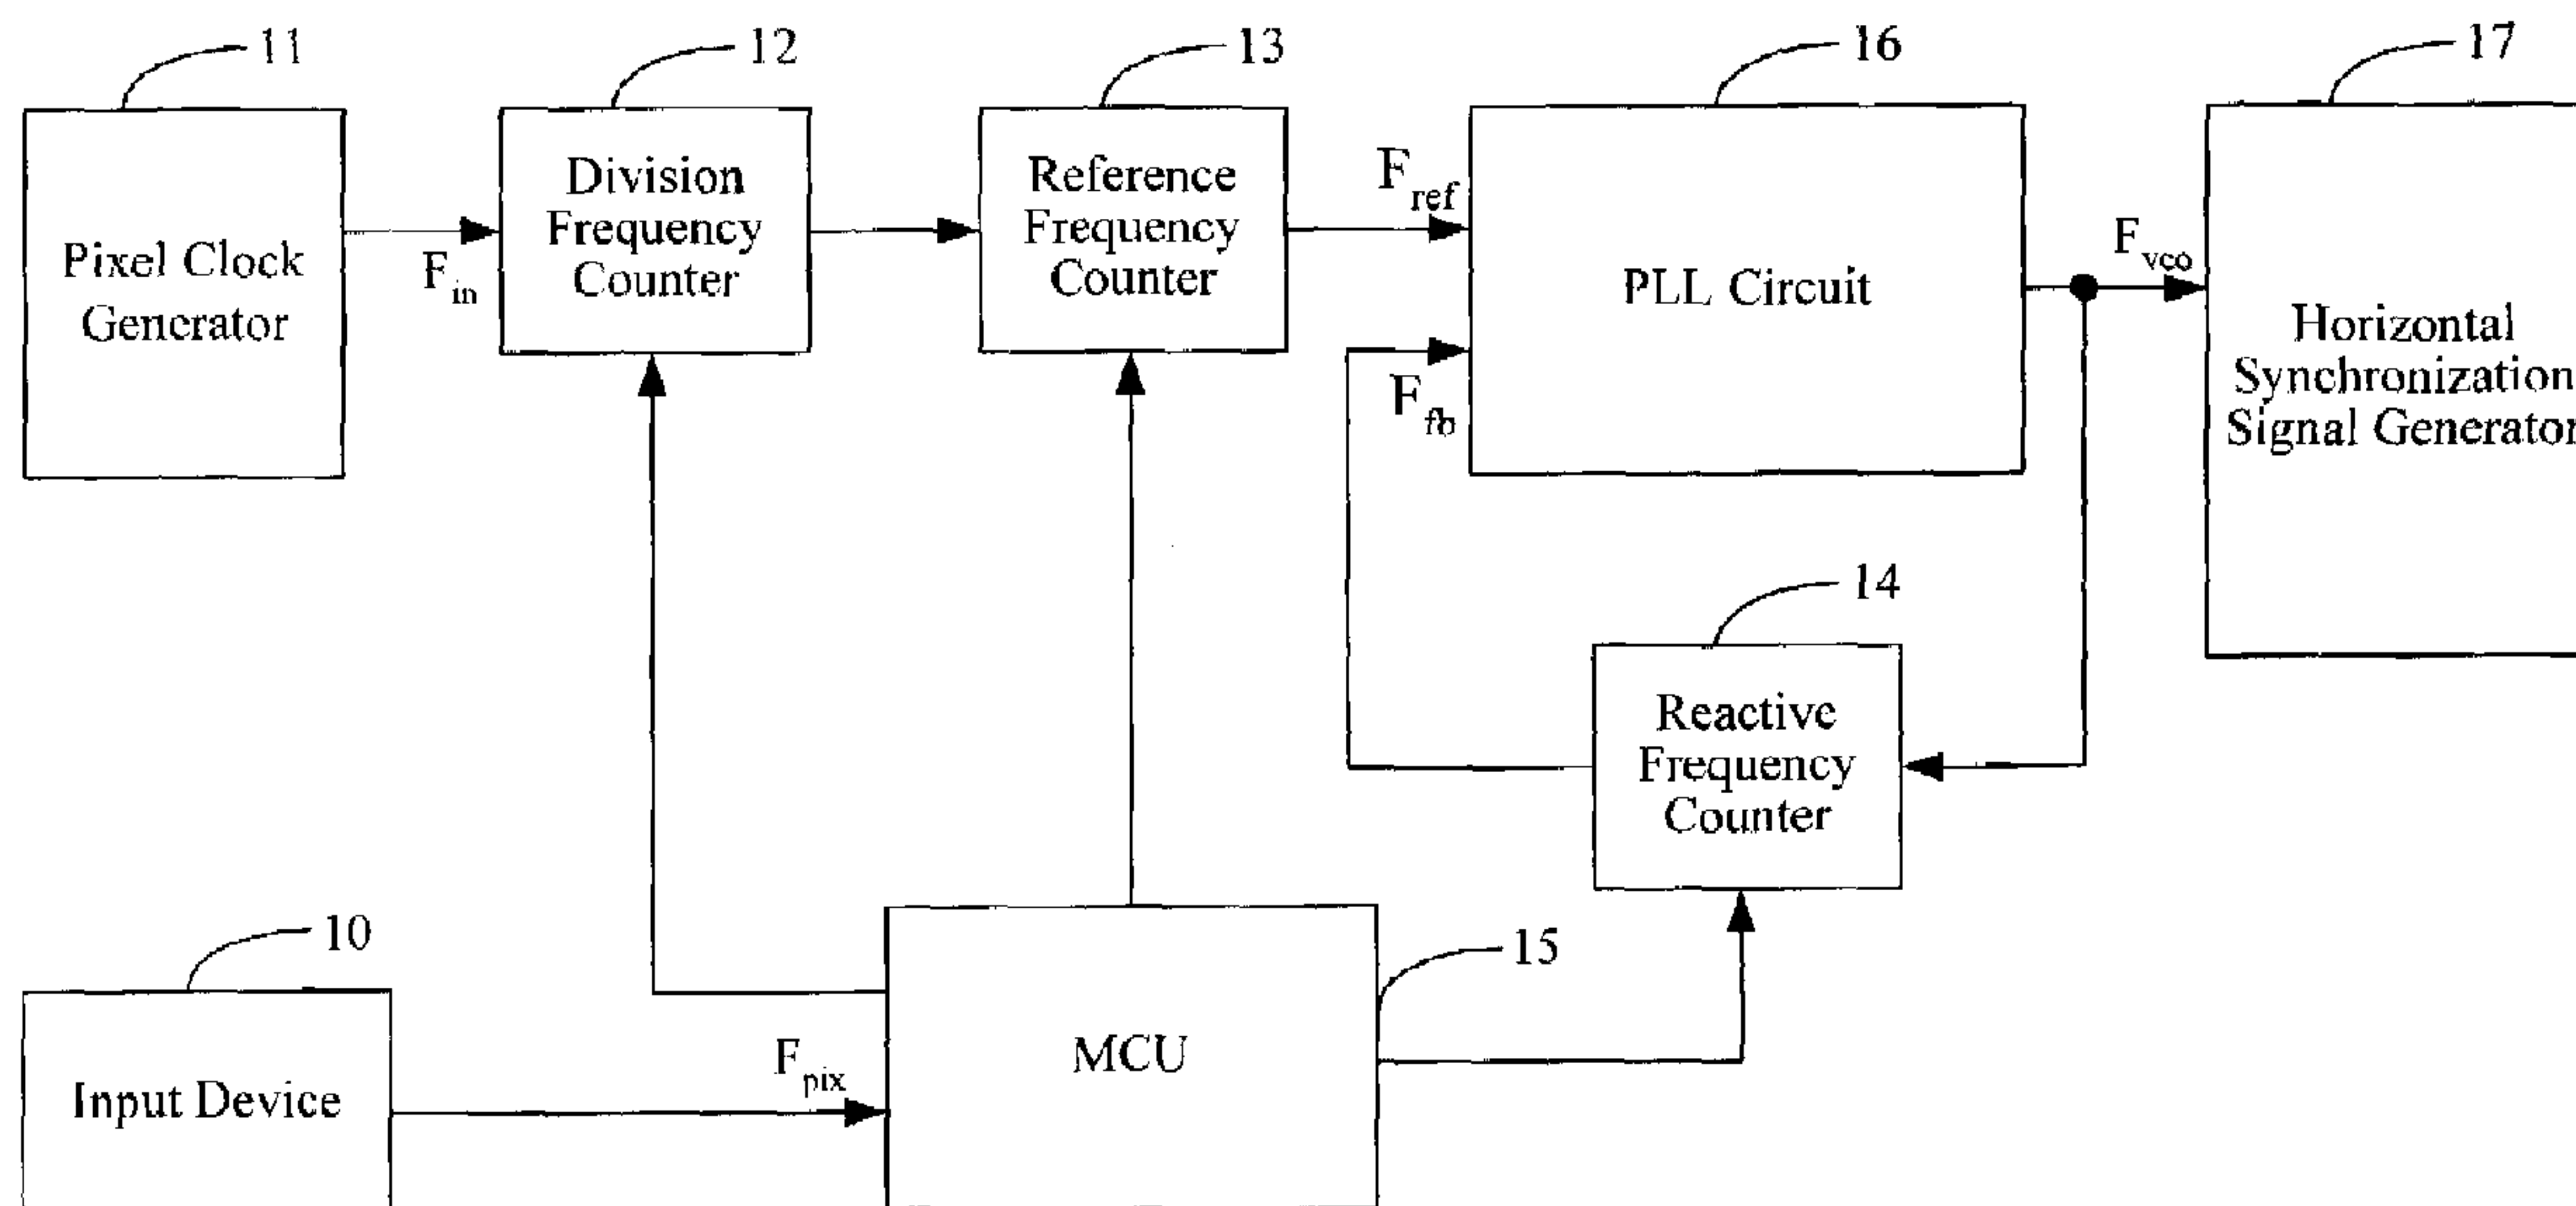 11
12
13
16
17
Pixel Clock
Generator
F_in
Division
Frequency
Counter
Reference
Frequency
Counter
F_ref
F_fb
PLL Circuit
F_vco
Horizontal
Synchronization
Signal Generator
14
Reactive
Frequency
Counter
10
Input Device
F_pix
MCU
15